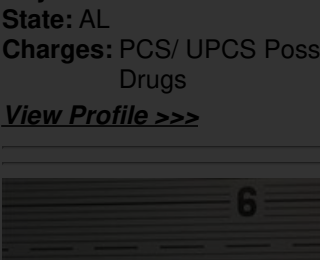 State: AL
Charges: PCS/ UPCS Poss
Drugs
View Profile >>>
6